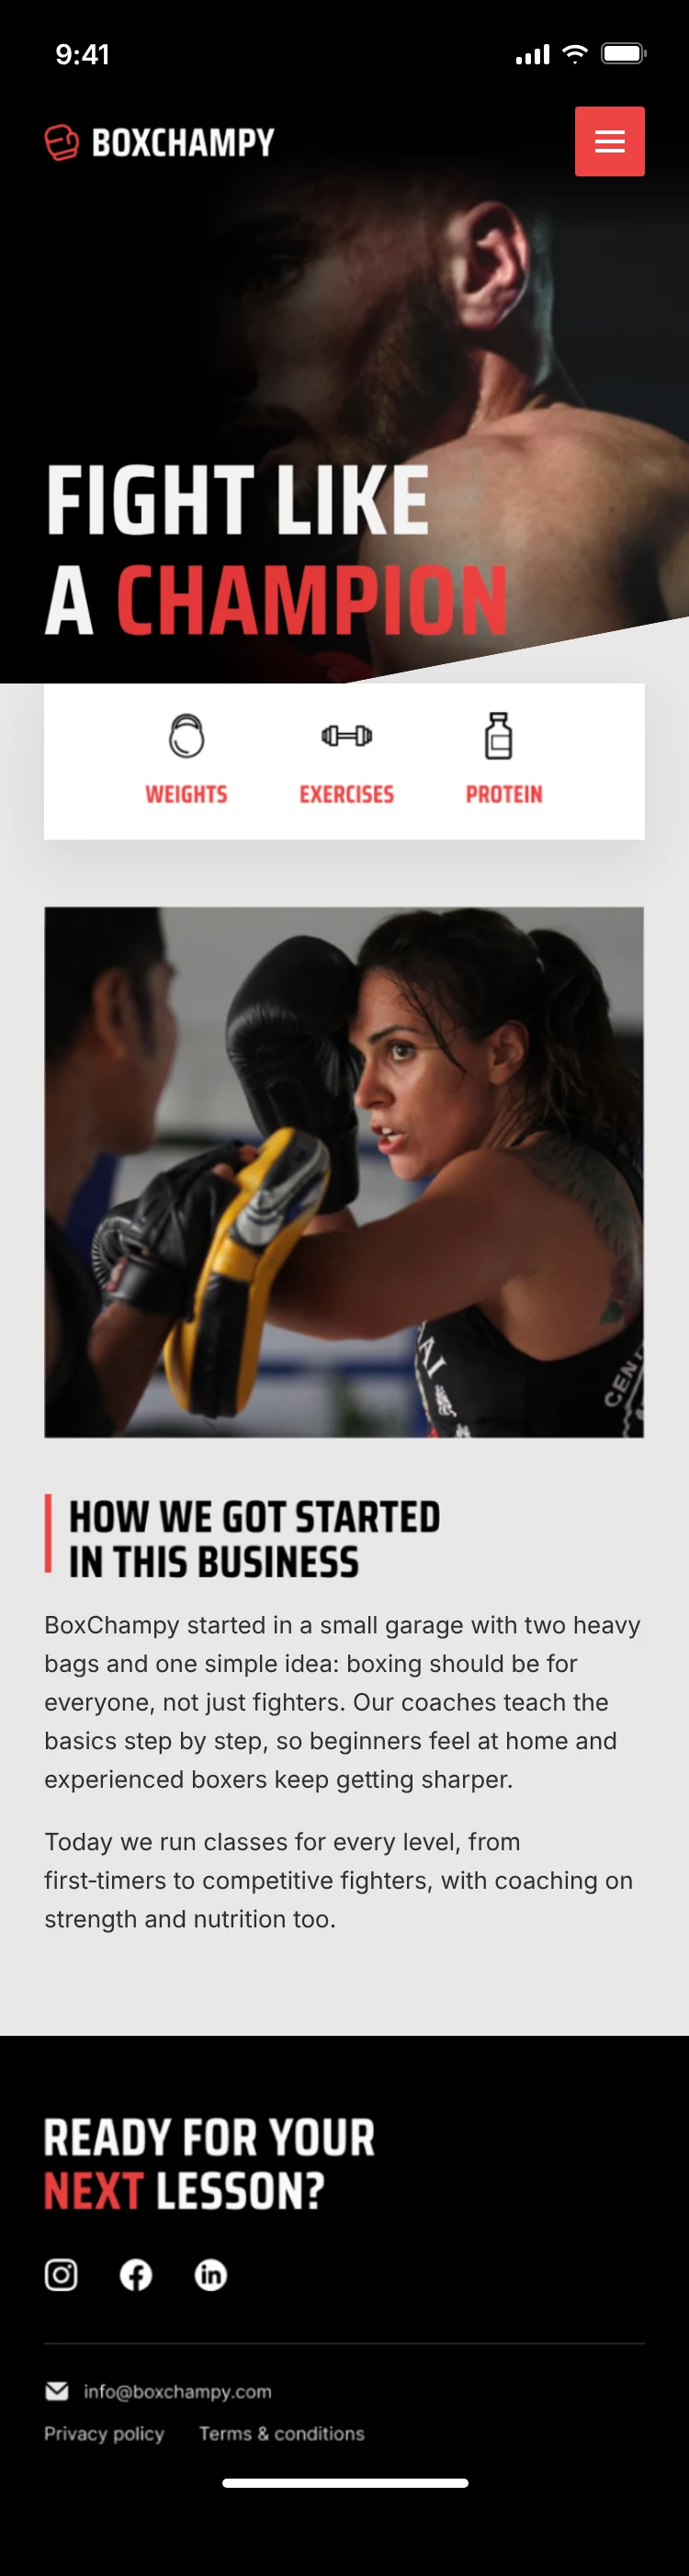 9:41
BOXCHAMPY
FIGHT LIKE
A CHAMPION
WEIGHTS
EXERCISES
PROTEIN
HOW WE GOT STARTED
IN THIS BUSINESS
BoxChampy started in a small garage with two heavy
bags and one simple idea: boxing should be for
everyone, not just fighters. Our coaches teach the
basics step by step, so beginners feel at home and
experienced boxers keep getting sharper.
Today we run classes for every level, from
first-timers to competitive fighters, with coaching on
strength and nutrition too.
READY FOR YOUR
NEXT LESSON?
info@boxchampy.com
Privacy policy
Terms & conditions